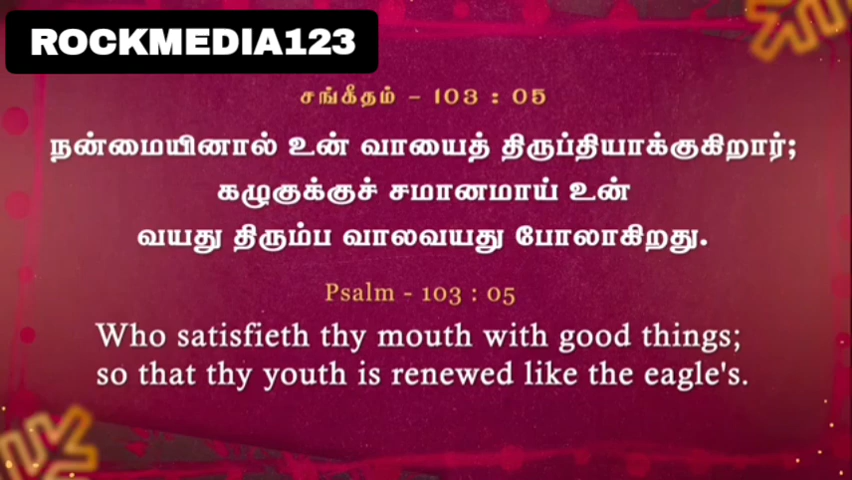 ROCKMEDIA123
சங்கீதம் – 103 : 05
நன்மையினால் உன் வாயைத் திருப்தியாக்குகிறார்;
கழுகுக்குச் சமானமாய் உன்
வயது திரும்ப வாலவயது போலாகிறது.
Psalm - 103 : 05
Who satisfieth thy mouth with good things;
so that thy youth is renewed like the eagle's.